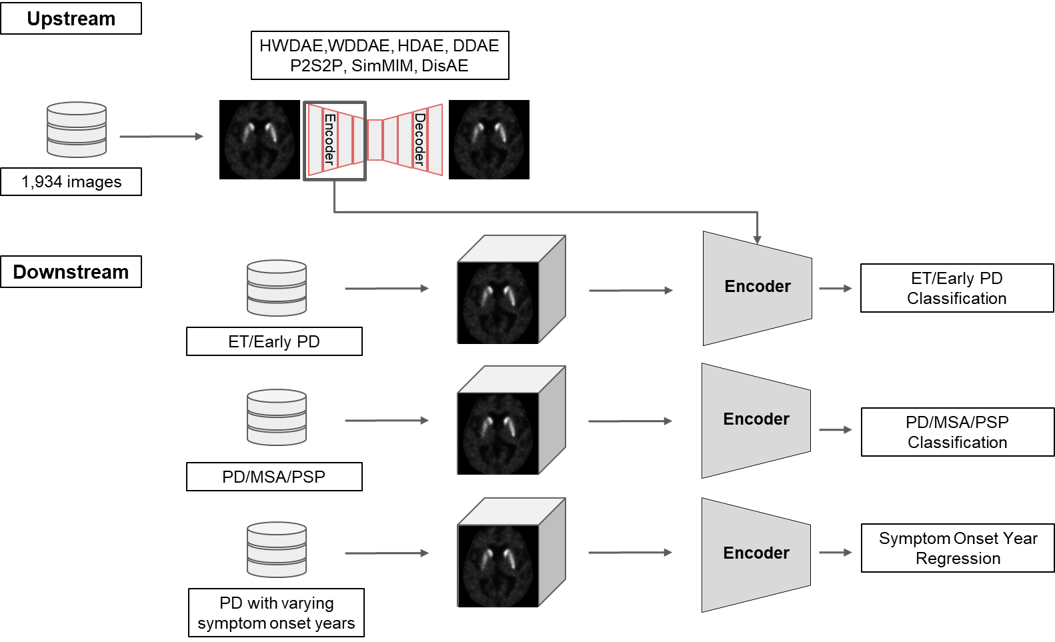 Upstream
HWDAE,WDDAE, HDAE, DDAE
P2S2P, SimMIM, DisAE
Encoder
Decoder
1,934 images
Downstream
ET/Early PD
Encoder
ET/Early PD
Classification
PD/MSA/PSP
Encoder
PD/MSA/PSP
Classification
PD with varying
symptom onset years
Encoder
Symptom Onset Year
Regression